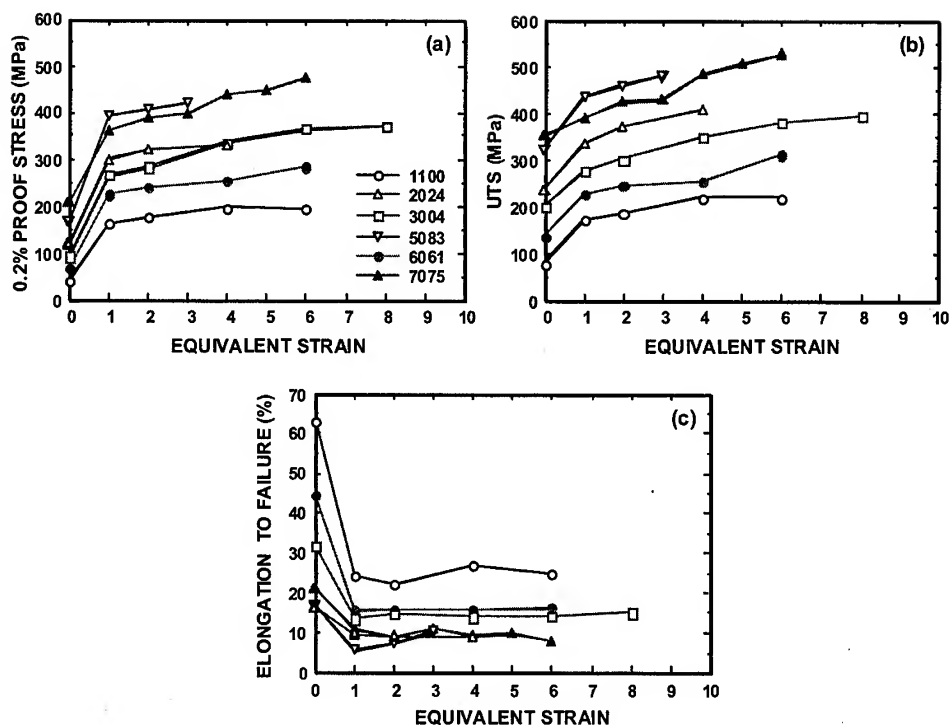 (a)
0.2% PROOF STRESS (MPa)
600
500
400
300
200
100
0
0 1 2 3 4 5 6 7 8 9 10
EQUIVALENT STRAIN
1100
2024
3004
5083
6061
7075
(b)
UTS (MPa)
600
500
400
300
200
100
0
0 1 2 3 4 5 6 7 8 9 10
EQUIVALENT STRAIN
(c)
ELONGATION TO FAILURE (%)
70
60
50
40
30
20
10
0
0 1 2 3 4 5 6 7 8 9 10
EQUIVALENT STRAIN